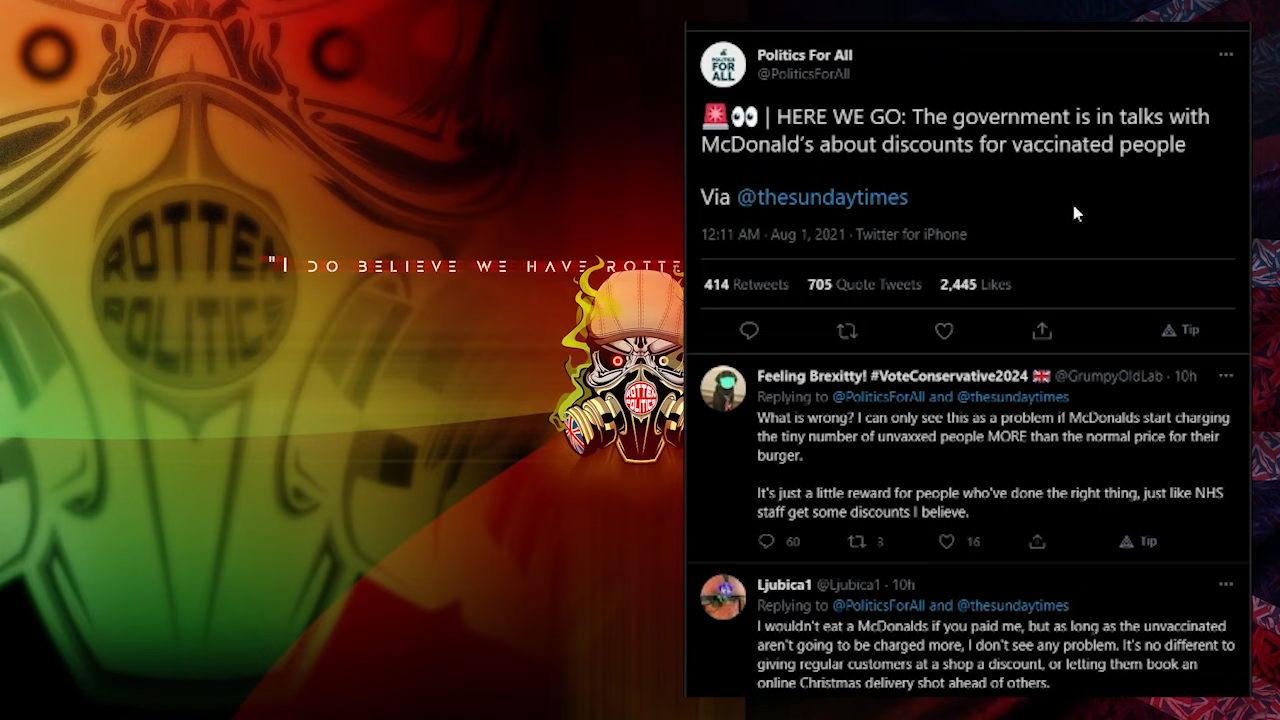 ROTTEN
POLITICS
"I DO BELIEVE WE HAVE ROTTE
ROTTEN
POLITICS
POLITICS
FOR
ALL
Politics For All
@PoliticsForAll
🚨👀 | HERE WE GO: The government is in talks with
McDonald's about discounts for vaccinated people
Via @thesundaytimes
12:11 AM · Aug 1, 2021 · Twitter for iPhone
414 Retweets 705 Quote Tweets 2,445 Likes
Tip
Feeling Brexitty! #VoteConservative2024 🇬🇧 @GrumpyOldLab · 10h
Replying to @PoliticsForAll and @thesundaytimes
What is wrong? I can only see this as a problem if McDonalds start charging
the tiny number of unvaxxed people MORE than the normal price for their
burger.
It's just a little reward for people who've done the right thing, just like NHS
staff get some discounts I believe.
60 3 16 Tip
Ljubica1 @Ljubica1 · 10h
Replying to @PoliticsForAll and @thesundaytimes
I wouldn't eat a McDonalds if you paid me, but as long as the unvaccinated
aren't going to be charged more, I don't see any problem. It's no different to
giving regular customers at a shop a discount, or letting them book an
online Christmas delivery shot ahead of others.